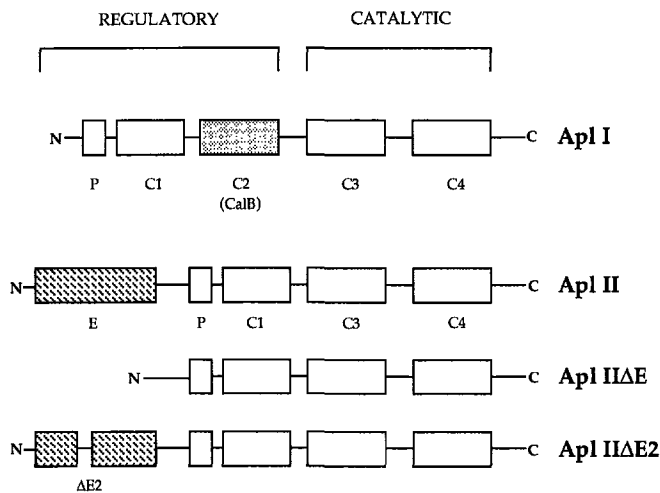 REGULATORY CATALYTIC
N C Apl I
P C1 C2 C3 C4
(CalB)
N C Apl II
E P C1 C3 C4
N C Apl IIΔE
N C Apl IIΔE2
ΔE2